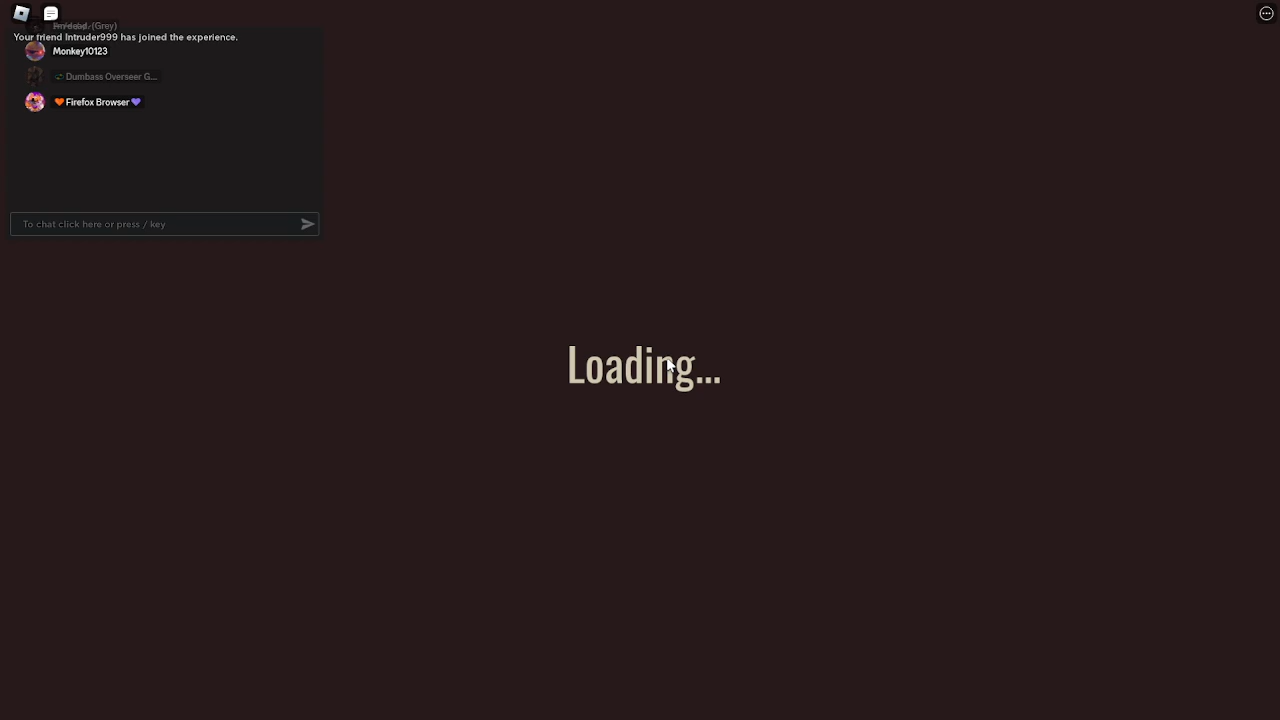 (Grey)
Your friend Intruder999 has joined the experience.
Monkey10123
Dumbass Overseer G...
Firefox Browser
To chat click here or press / key
Loading...